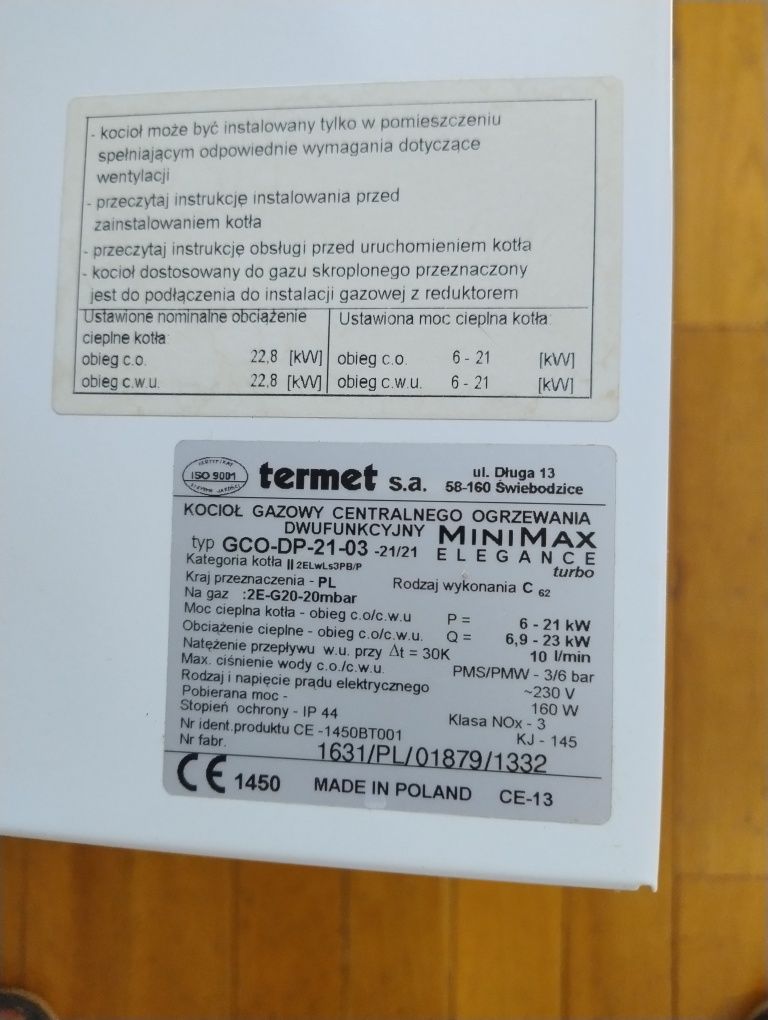 - kocioł może być instalowany tylko w pomieszczeniu
spełniającym odpowiednie wymagania dotyczące
wentylacji
- przeczytaj instrukcję instalowania przed
zainstalowaniem kotła
- przeczytaj instrukcję obsługi przed uruchomieniem kotła
- kocioł dostosowany do gazu skroplonego przeznaczony
jest do podłączenia do instalacji gazowej z reduktorem
Ustawione nominalne obciążenie
cieplne kotła:
obieg c.o. 22,8 [kW]
obieg c.w.u. 22,8 [kW]
Ustawiona moc cieplna kotła:
obieg c.o. 6 - 21 [kW]
obieg c.w.u. 6 - 21 [kW]
CERTYFIKAT
ISO 9001
SYSTEMU JAKOŚCI
termet s.a.
ul. Długa 13
58-160 Świebodzice
KOCIOŁ GAZOWY CENTRALNEGO OGRZEWANIA
DWUFUNKCYJNY MINIMAX
typ GCO-DP-21-03 -21/21 ELEGANCE
turbo
Kategoria kotła II 2ELwLs3PB/P
Kraj przeznaczenia - PL Rodzaj wykonania C 62
Na gaz :2E-G20-20mbar
Moc cieplna kotła - obieg c.o/c.w.u P = 6 - 21 kW
Obciążenie cieplne - obieg c.o/c.w.u. Q = 6,9 - 23 kW
Natężenie przepływu w.u. przy Δt = 30K 10 l/min
Max. ciśnienie wody c.o./c.w.u. PMS/PMW - 3/6 bar
Rodzaj i napięcie prądu elektrycznego ~230 V
Pobierana moc - 160 W
Stopień ochrony - IP 44 Klasa NOx - 3
Nr ident.produktu CE -1450BT001 KJ - 145
Nr fabr. 1631/PL/01879/1332
CE 1450 MADE IN POLAND CE-13